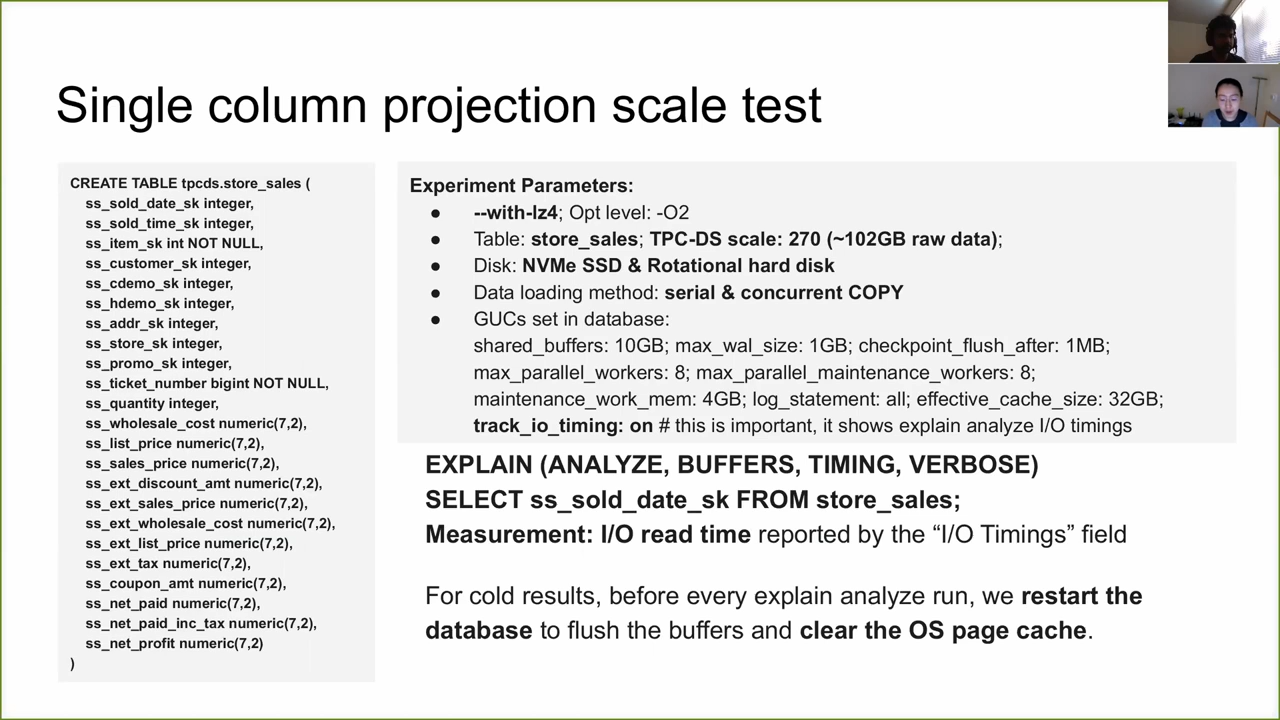 Single column projection scale test
CREATE TABLE tpcds.store_sales (
ss_sold_date_sk integer,
ss_sold_time_sk integer,
ss_item_sk int NOT NULL,
ss_customer_sk integer,
ss_cdemo_sk integer,
ss_hdemo_sk integer,
ss_addr_sk integer,
ss_store_sk integer,
ss_promo_sk integer,
ss_ticket_number bigint NOT NULL,
ss_quantity integer,
ss_wholesale_cost numeric(7,2),
ss_list_price numeric(7,2),
ss_sales_price numeric(7,2),
ss_ext_discount_amt numeric(7,2),
ss_ext_sales_price numeric(7,2),
ss_ext_wholesale_cost numeric(7,2),
ss_ext_list_price numeric(7,2),
ss_ext_tax numeric(7,2),
ss_coupon_amt numeric(7,2),
ss_net_paid numeric(7,2),
ss_net_paid_inc_tax numeric(7,2),
ss_net_profit numeric(7,2)
)
Experiment Parameters:
● --with-lz4; Opt level: -O2
● Table: store_sales; TPC-DS scale: 270 (~102GB raw data);
● Disk: NVMe SSD & Rotational hard disk
● Data loading method: serial & concurrent COPY
● GUCs set in database:
shared_buffers: 10GB; max_wal_size: 1GB; checkpoint_flush_after: 1MB;
max_parallel_workers: 8; max_parallel_maintenance_workers: 8;
maintenance_work_mem: 4GB; log_statement: all; effective_cache_size: 32GB;
track_io_timing: on # this is important, it shows explain analyze I/O timings
EXPLAIN (ANALYZE, BUFFERS, TIMING, VERBOSE)
SELECT ss_sold_date_sk FROM store_sales;
Measurement: I/O read time reported by the “I/O Timings” field
For cold results, before every explain analyze run, we restart the
database to flush the buffers and clear the OS page cache.